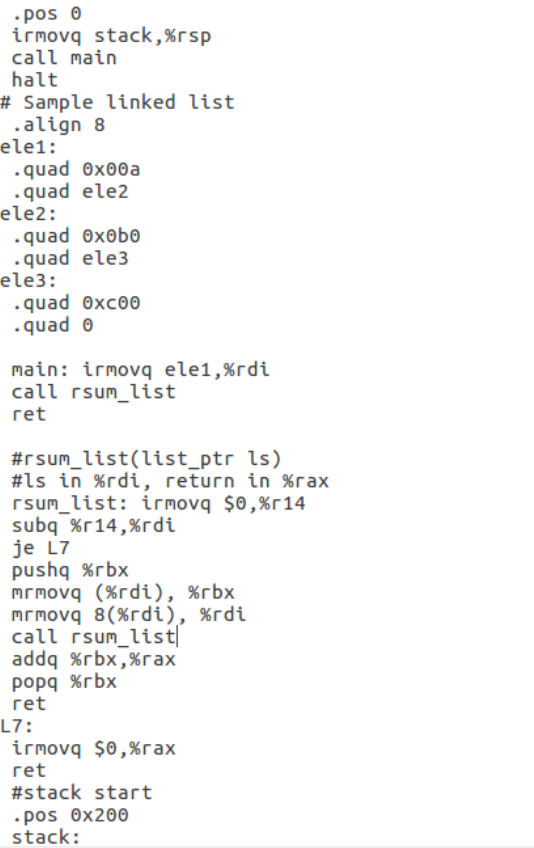 .pos 0
irmovq stack,%rsp
call main
halt
# Sample linked list
.align 8
ele1:
.quad 0x00a
.quad ele2
ele2:
.quad 0x0b0
.quad ele3
ele3:
.quad 0xc00
.quad 0
main: irmovq ele1,%rdi
call rsum_list
ret
#rsum_list(list_ptr ls)
#ls in %rdi, return in %rax
rsum_list: irmovq $0,%r14
subq %r14,%rdi
je L7
pushq %rbx
mrmovq (%rdi), %rbx
mrmovq 8(%rdi), %rdi
call rsum_list
addq %rbx,%rax
popq %rbx
ret
L7:
irmovq $0,%rax
ret
#stack start
.pos 0x200
stack: